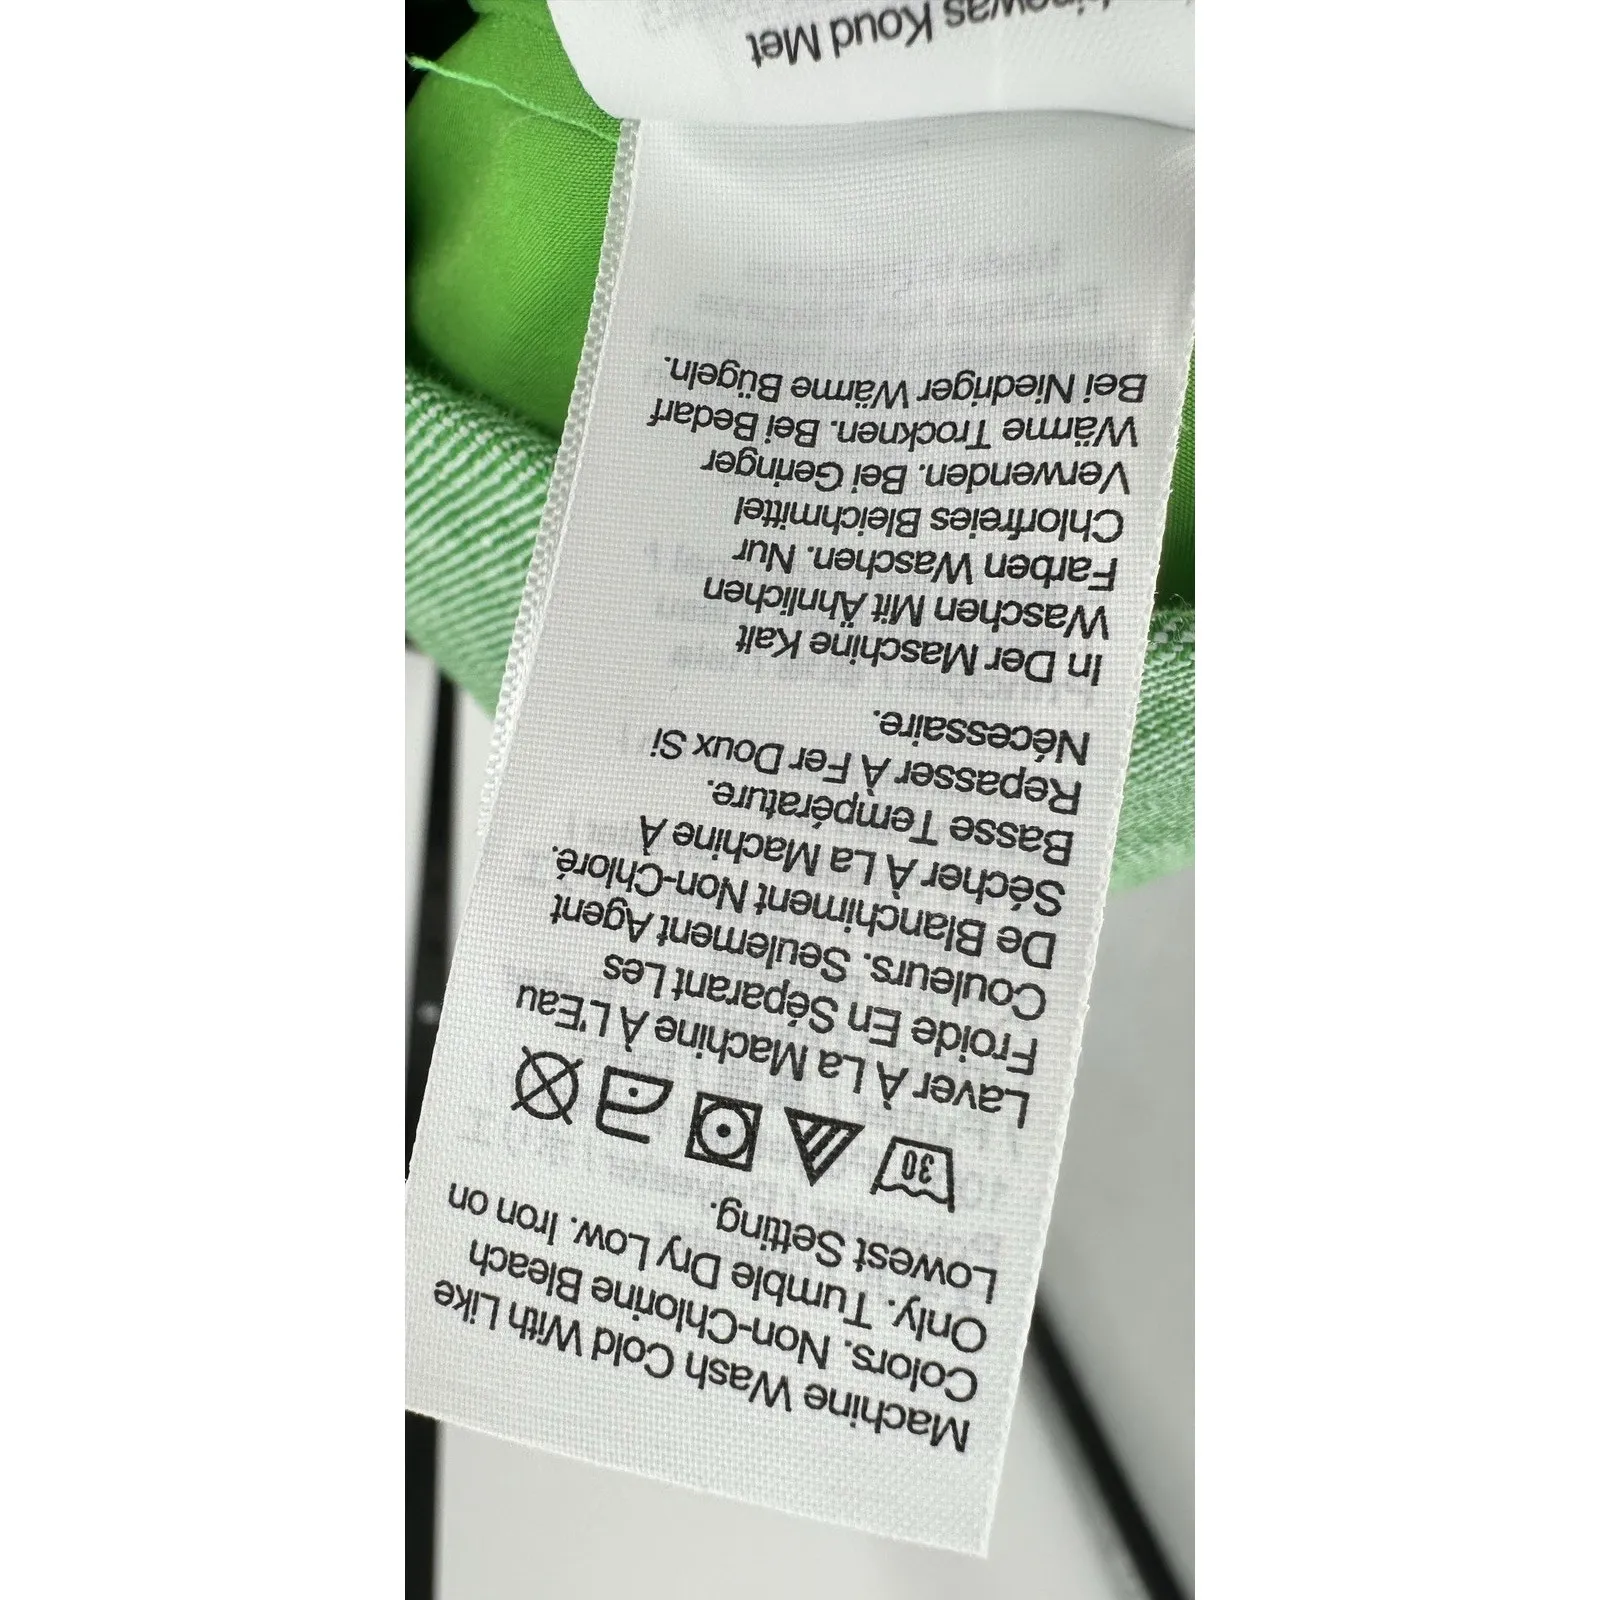 Machine Wash Cold With Like
Colors. Non-Chlorine Bleach
Only. Tumble Dry Low. Iron on
Lowest Setting.
30
Laver À La Machine À L'Eau
Froide En Séparant Les
Couleurs. Seulement Agent
De Blanchiment Non-Chloré.
Sécher À La Machine À
Basse Température.
Repasser À Fer Doux Si
Nécessaire.
In Der Maschine Kalt
Waschen Mit Ähnlichen
Farben Waschen. Nur
Chlorfreies Bleichmittel
Verwenden. Bei Geringer
Wärme Trocknen. Bei Bedarf
Bei Niedriger Wärme Bügeln.
Koud Met